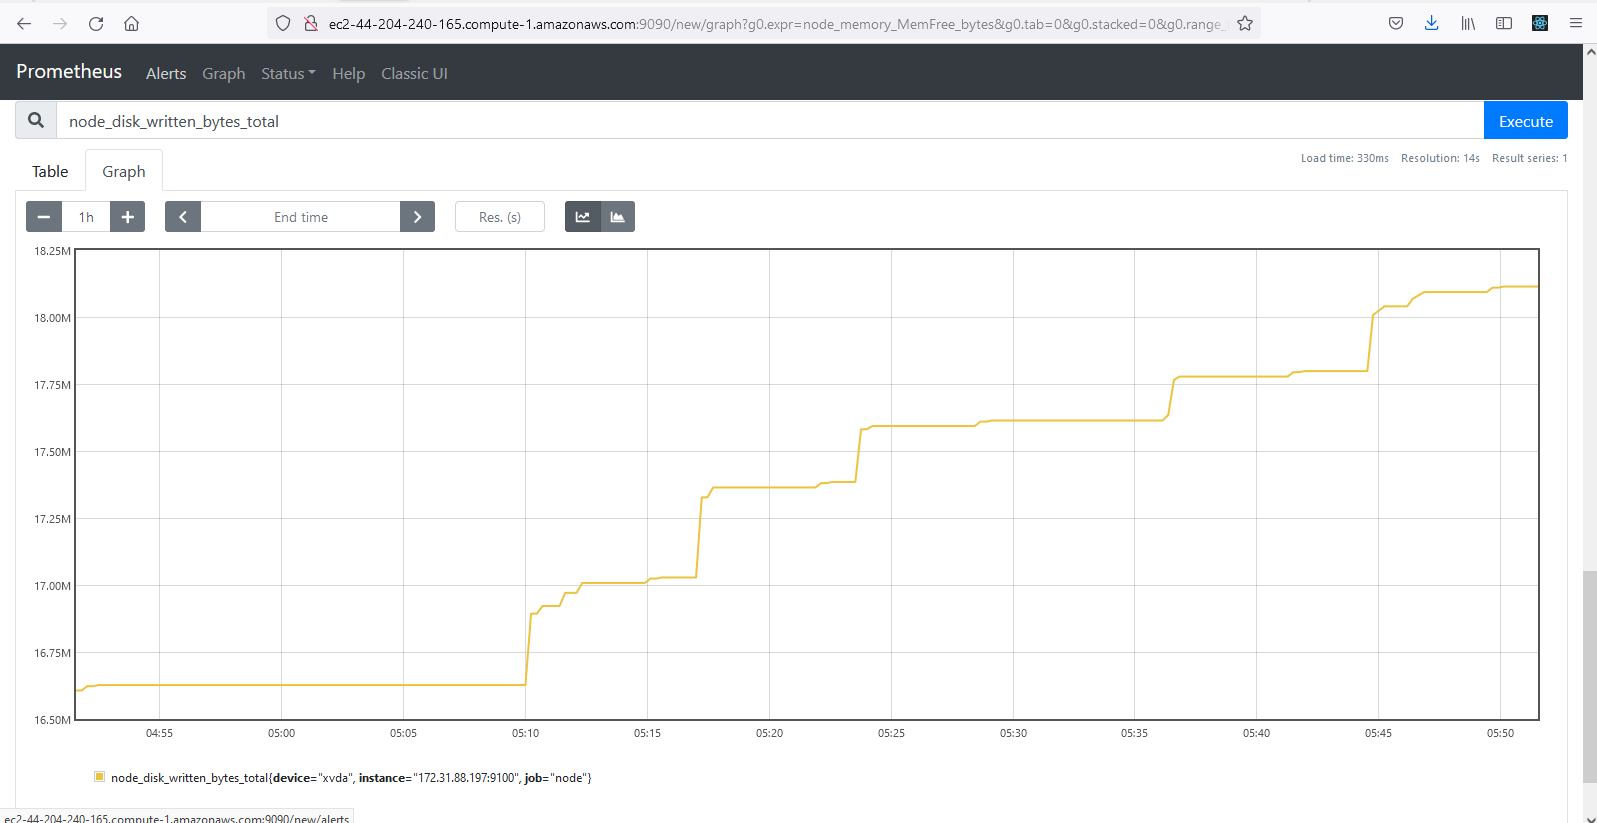 ec2-44-204-240-165.compute-1.amazonaws.com:9090/new/graph?g0.expr=node_memory_MemFree_bytes&g0.tab=0&g0.stacked=0&g0.range_
Prometheus Alerts Graph Status Help Classic UI
node_disk_written_bytes_total Execute
Table Graph
Load time: 330ms Resolution: 14s Result series: 1
1h End time Res. (s)
18.25M
18.00M
17.75M
17.50M
17.25M
17.00M
16.75M
16.50M
04:55 05:00 05:05 05:10 05:15 05:20 05:25 05:30 05:35 05:40 05:45 05:50
node_disk_written_bytes_total{device="xvda", instance="172.31.88.197:9100", job="node"}
ec2-44-204-240-165.compute-1.amazonaws.com:9090/new/alerts